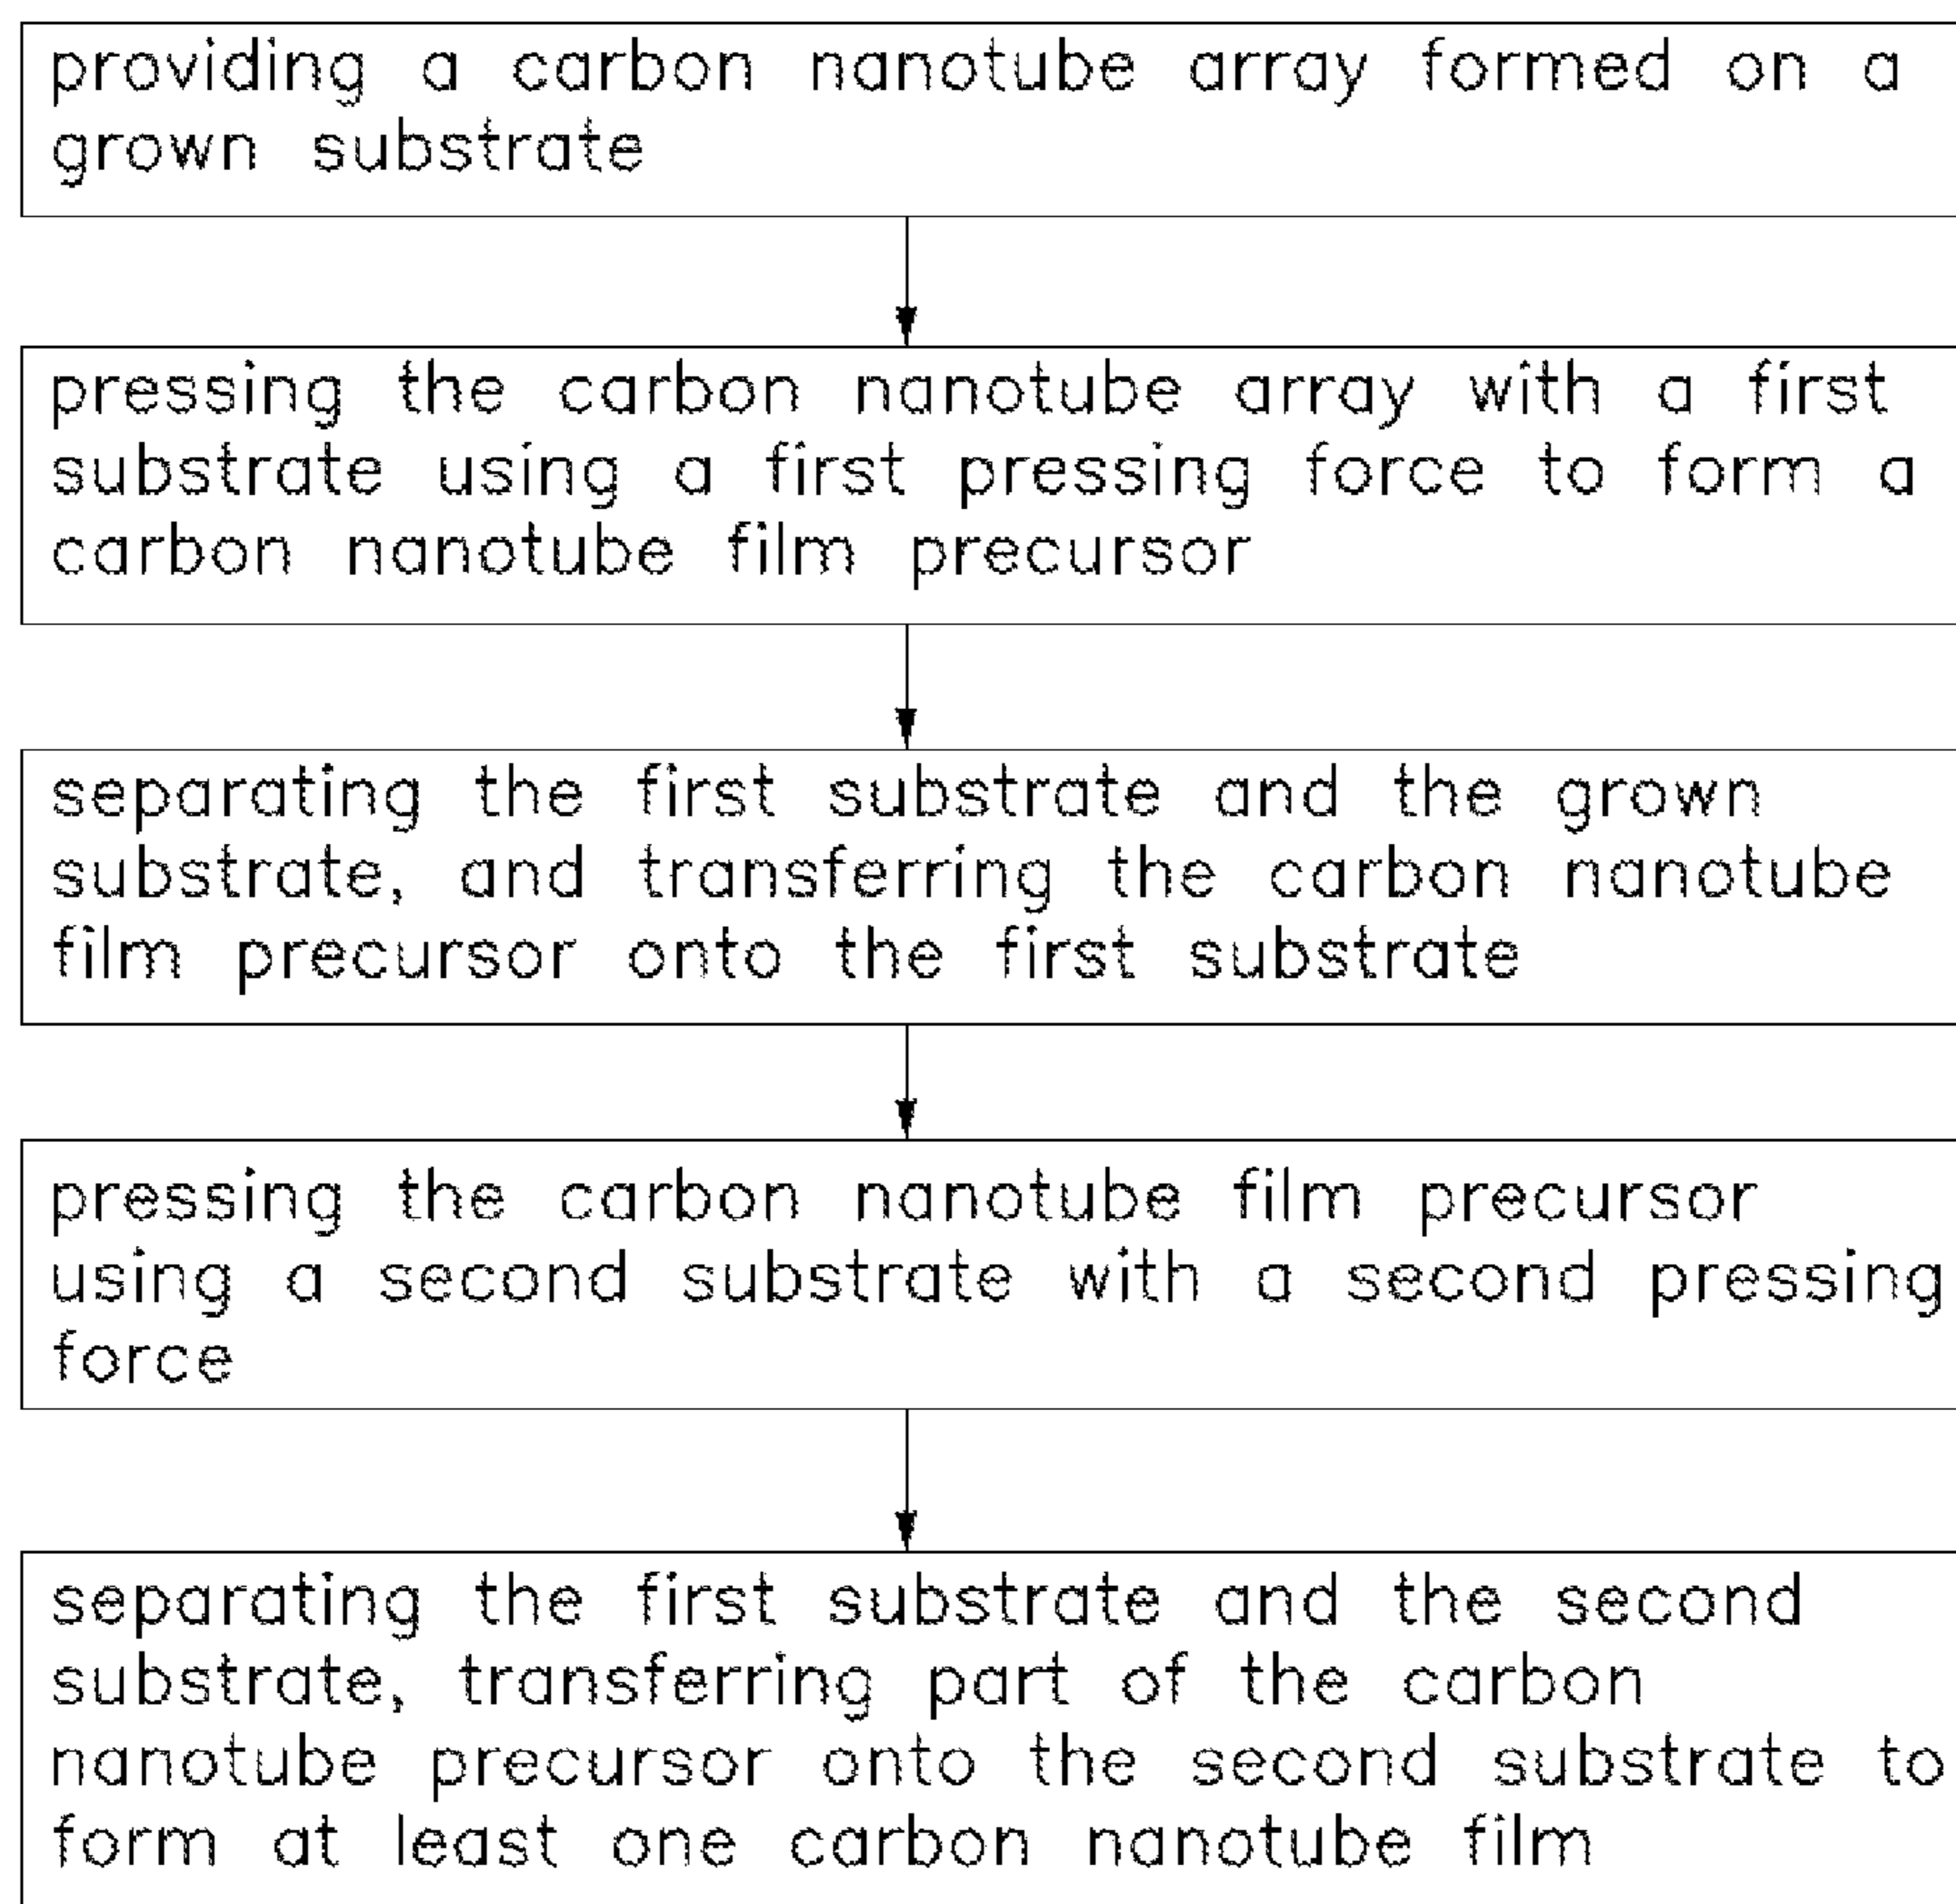 providing a carbon nanotube array formed on a
grown substrate
pressing the carbon nanotube array with a first
substrate using a first pressing force to form a
carbon nanotube film precursor
separating the first substrate and the grown
substrate, and transferring the carbon nanotube
film precursor onto the first substrate
pressing the carbon nanotube film precursor
using a second substrate with a second pressing
force
separating the first substrate and the second
substrate, transferring part of the carbon
nanotube precursor onto the second substrate to
form at least one carbon nanotube film